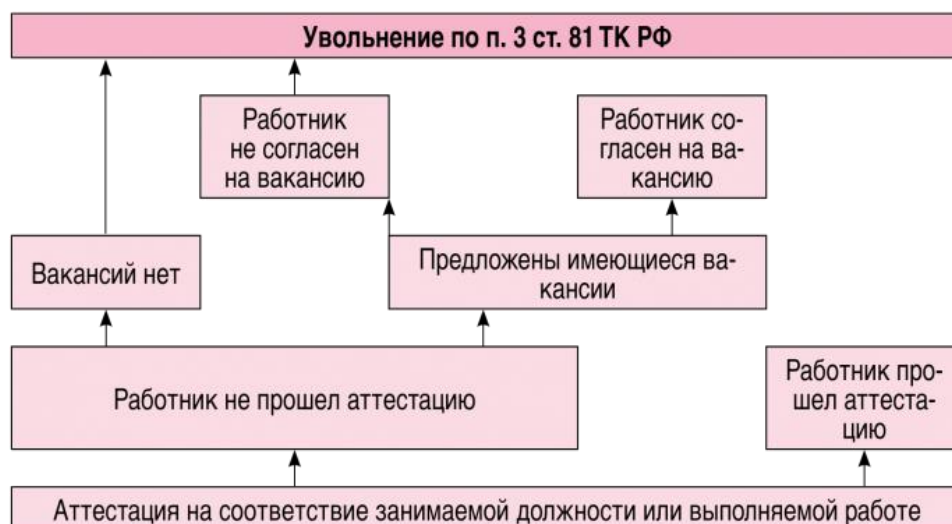 Увольнение по п. 3 ст. 81 ТК РФ
Работник
не согласен
на вакансию
Работник со-
гласен на ва-
кансию
Вакансий нет
Предложены имеющиеся ва-
кансии
Работник не прошел аттестацию
Работник про-
шел аттеста-
цию
Аттестация на соответствие занимаемой должности или выполняемой работе